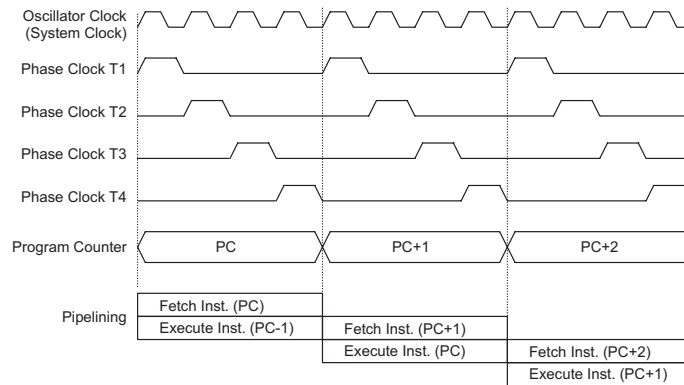 Oscillator Clock
(System Clock)
Phase Clock T1
Phase Clock T2
Phase Clock T3
Phase Clock T4
Program Counter PC PC+1 PC+2
Pipelining
Fetch Inst. (PC)
Execute Inst. (PC-1) Fetch Inst. (PC+1)
Execute Inst. (PC) Fetch Inst. (PC+2)
Execute Inst. (PC+1)